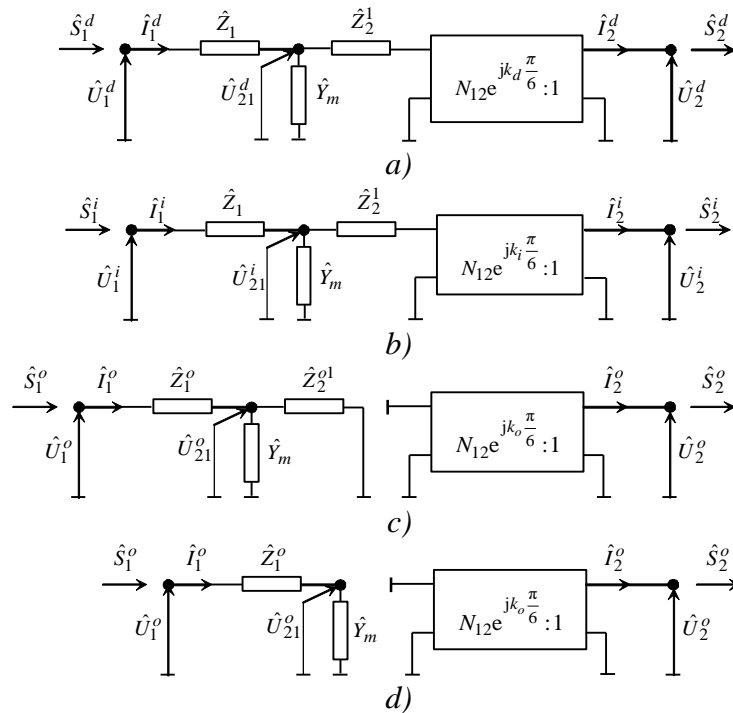 Ŝ₁ᵈ Î₁ᵈ Ẑ₁ Ẑ₂¹ Î₂ᵈ Ŝ₂ᵈ
Û₁ᵈ Û₂₁ᵈ Ŷₘ N₁₂e^{jk_d π/6} :1 Û₂ᵈ
a)
Ŝ₁ⁱ Î₁ⁱ Ẑ₁ Ẑ₂¹ Î₂ⁱ Ŝ₂ⁱ
Û₁ⁱ Û₂₁ⁱ Ŷₘ N₁₂e^{jk_i π/6} :1 Û₂ⁱ
b)
Ŝ₁ᵒ Î₁ᵒ Ẑ₁ᵒ Ẑ₂ᵒ¹ Î₂ᵒ Ŝ₂ᵒ
Û₁ᵒ Û₂₁ᵒ Ŷₘ N₁₂e^{jk_o π/6} :1 Û₂ᵒ
c)
Ŝ₁ᵒ Î₁ᵒ Ẑ₁ᵒ Î₂ᵒ Ŝ₂ᵒ
Û₁ᵒ Û₂₁ᵒ Ŷₘ N₁₂e^{jk_o π/6} :1 Û₂ᵒ
d)